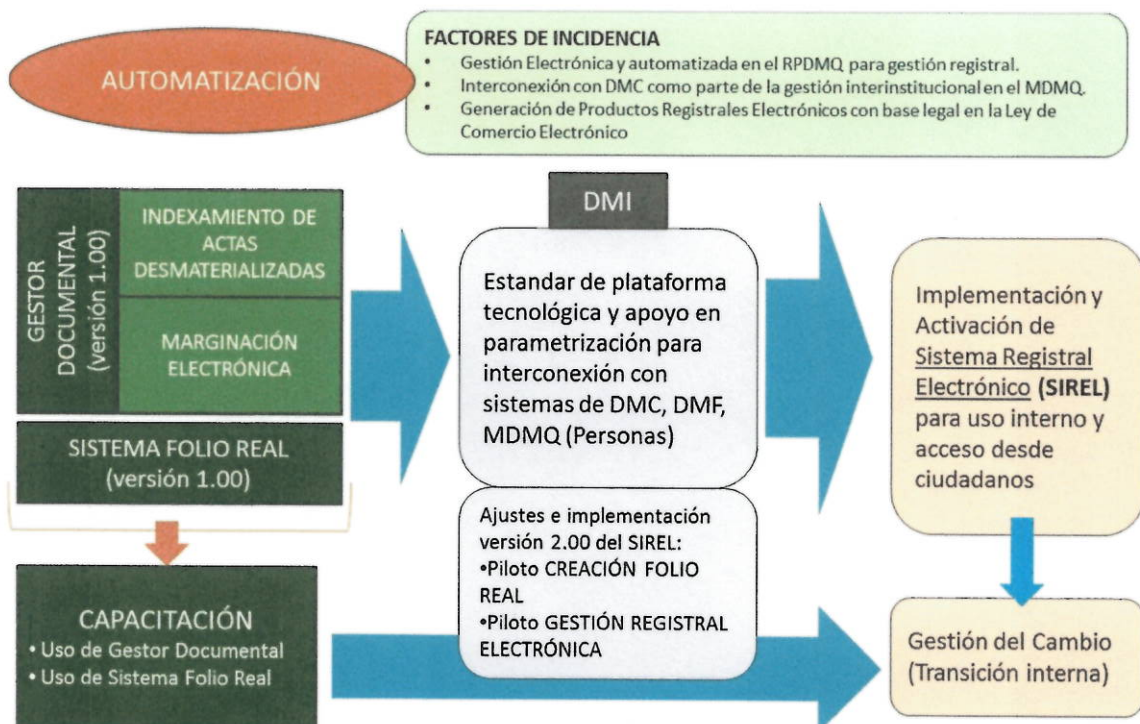 AUTOMATIZACIÓN
FACTORES DE INCIDENCIA
• Gestión Electrónica y automatizada en el RPDMQ para gestión registral.
• Interconexión con DMC como parte de la gestión interinstitucional en el MDMQ.
• Generación de Productos Registrales Electrónicos con base legal en la Ley de
Comercio Electrónico
GESTOR
DOCUMENTAL
(versión 1.00)
INDEXAMIENTO DE
ACTAS
DESMATERIALIZADAS
MARGINACIÓN
ELECTRÓNICA
SISTEMA FOLIO REAL
(versión 1.00)
CAPACITACIÓN
• Uso de Gestor Documental
• Uso de Sistema Folio Real
DMI
Estandar de plataforma
tecnológica y apoyo en
parametrización para
interconexión con
sistemas de DMC, DMF,
MDMQ (Personas)
Ajustes e implementación
versión 2.00 del SIREL:
•Piloto CREACIÓN FOLIO
REAL
•Piloto GESTIÓN REGISTRAL
ELECTRÓNICA
Implementación y
Activación de
Sistema Registral
Electrónico (SIREL)
para uso interno y
acceso desde
ciudadanos
Gestión del Cambio
(Transición interna)